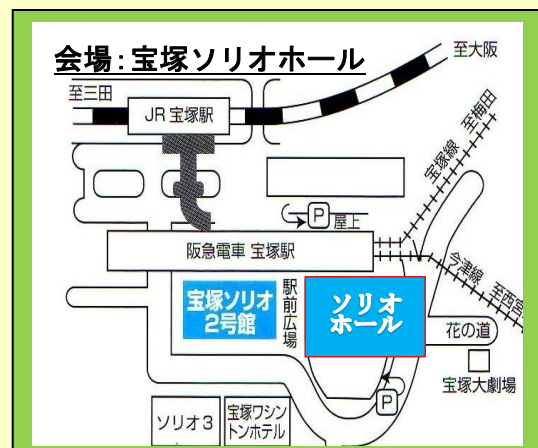 会場：宝塚ソリオホール
至大阪
至三田
JR 宝塚駅
至梅田
宝塚線
P
屋上
阪急電車 宝塚駅
今津線
至西宮
宝塚ソリオ
2号館
駅前広場
ソリオ
ホール
花の道
宝塚大劇場
P
ソリオ3
宝塚ワシン
トンホテル